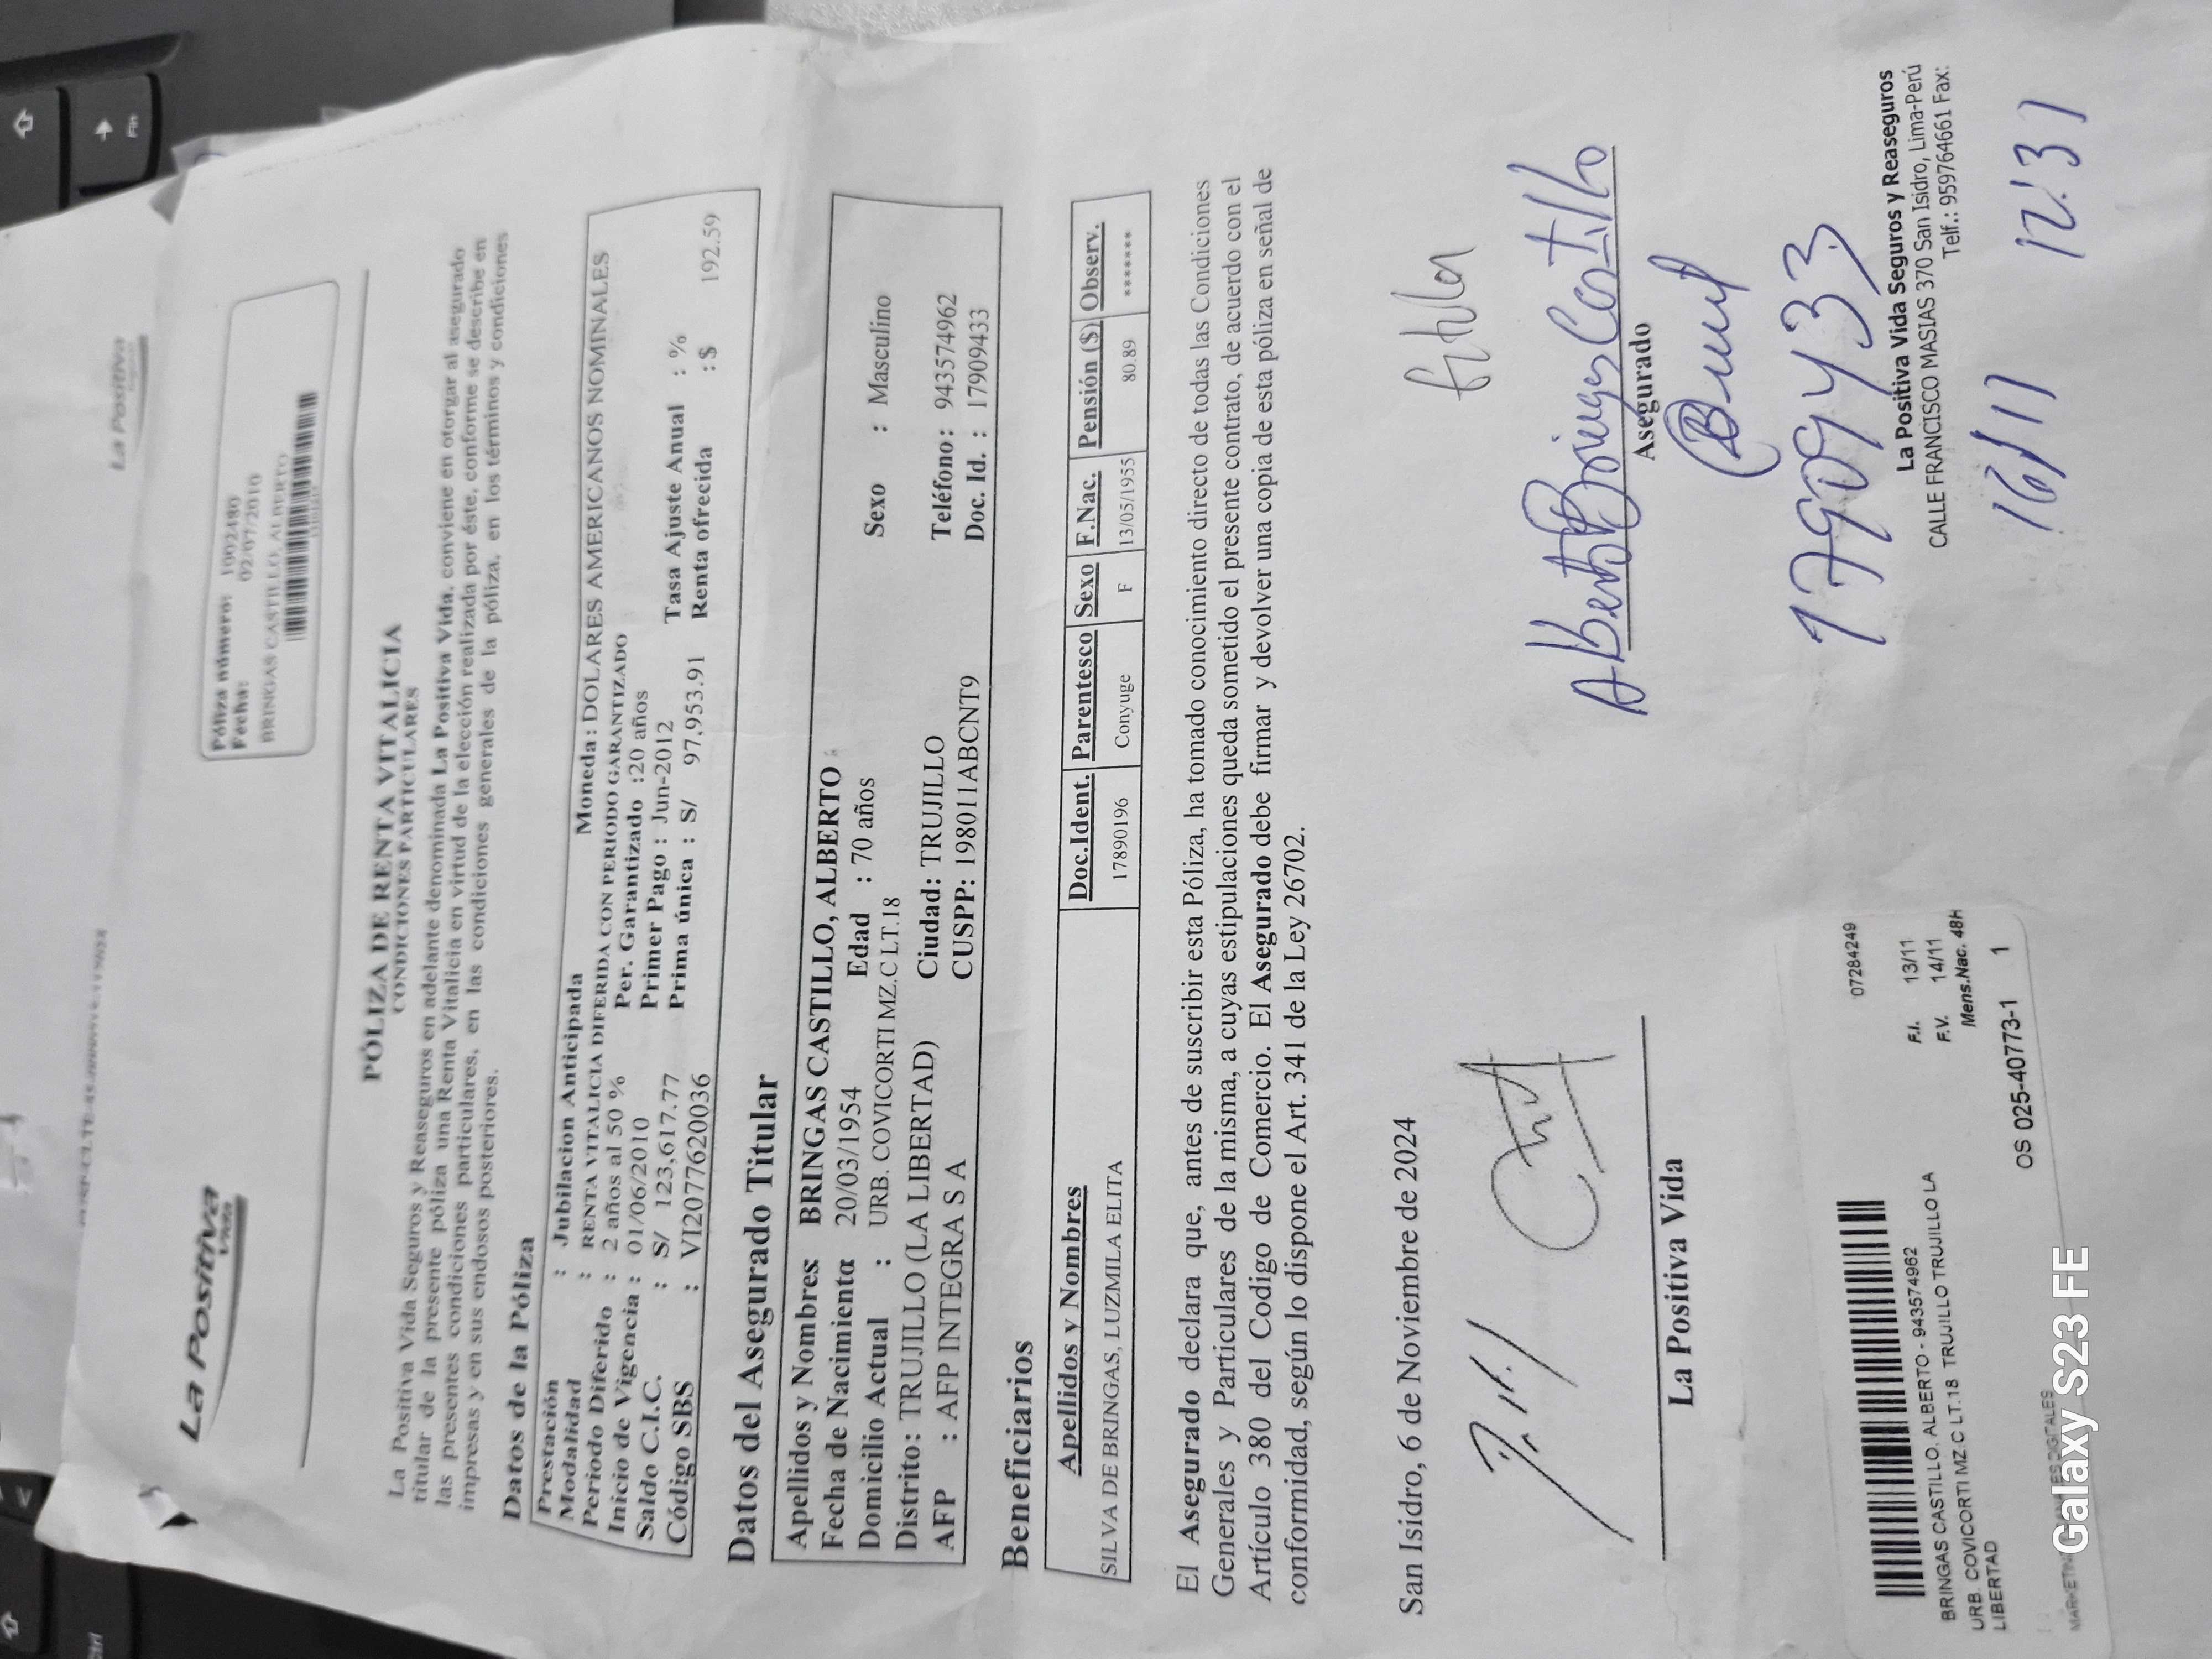 La Positiva
La Positiva
Vida
Póliza número: 1002480
Fecha: 02/07/2010
BRINGAS CASTILLO, ALBERTO
PÓLIZA DE RENTA VITALICIA
CONDICIONES PARTICULARES
La Positiva Vida Seguros y Reaseguros en adelante denominada La Positiva Vida, conviene en otorgar al asegurado
titular de la presente póliza una Renta Vitalicia en virtud de la elección realizada por éste, conforme se describe en
las presentes condiciones particulares, en las condiciones generales de la póliza, en los términos y condiciones
impresas y en sus endosos posteriores.
Datos de la Póliza
Prestación : Jubilacion Anticipada Moneda : DOLARES AMERICANOS NOMINALES
Modalidad : RENTA VITALICIA DIFERIDA CON PERIODO GARANTIZADO
Periodo Diferido : 2 años al 50 % Per. Garantizado :20 años
Inicio de Vigencia : 01/06/2010 Primer Pago : Jun-2012 Tasa Ajuste Anual : %
Saldo C.I.C. : S/ 123,617.77 Prima única : S/ 97,953.91 Renta ofrecida : $ 192.59
Código SBS : VI2077620036
Datos del Asegurado Titular
Apellidos y Nombres BRINGAS CASTILLO, ALBERTO
Fecha de Nacimiento 20/03/1954 Edad : 70 años Sexo : Masculino
Domicilio Actual : URB. COVICORTI MZ.C LT.18
Distrito: TRUJILLO (LA LIBERTAD) Ciudad: TRUJILLO Teléfono: 943574962
AFP : AFP INTEGRA S A CUSPP: 198011ABCNT9 Doc. Id. : 17909433
Beneficiarios
Apellidos y Nombres Doc.Ident. Parentesco Sexo F.Nac. Pensión ($) Observ.
SILVA DE BRINGAS, LUZMILA ELITA 17890196 Conyuge F 13/05/1955 80.89 *******
El Asegurado declara que, antes de suscribir esta Póliza, ha tomado conocimiento directo de todas las Condiciones
Generales y Particulares de la misma, a cuyas estipulaciones queda sometido el presente contrato, de acuerdo con el
Artículo 380 del Codigo de Comercio. El Asegurado debe firmar y devolver una copia de esta póliza en señal de
conformidad, según lo dispone el Art. 341 de la Ley 26702.
San Isidro, 6 de Noviembre de 2024
Alberto Bringas Castillo
La Positiva Vida
Asegurado
17909433
La Positiva Vida Seguros y Reaseguros
CALLE FRANCISCO MASIAS 370 San Isidro, Lima-Perú
Telf.: 959764661 Fax:
16/11 12:31
07284249
BRINGAS CASTILLO, ALBERTO - 943574962
URB. COVICORTI MZ C LT.18 TRUJILLO TRUJILLO LA
LIBERTAD
F.I. 13/11
F.V. 14/11
Mens.Nac. 48H
OS 025-40773-1 1
Galaxy S23 FE